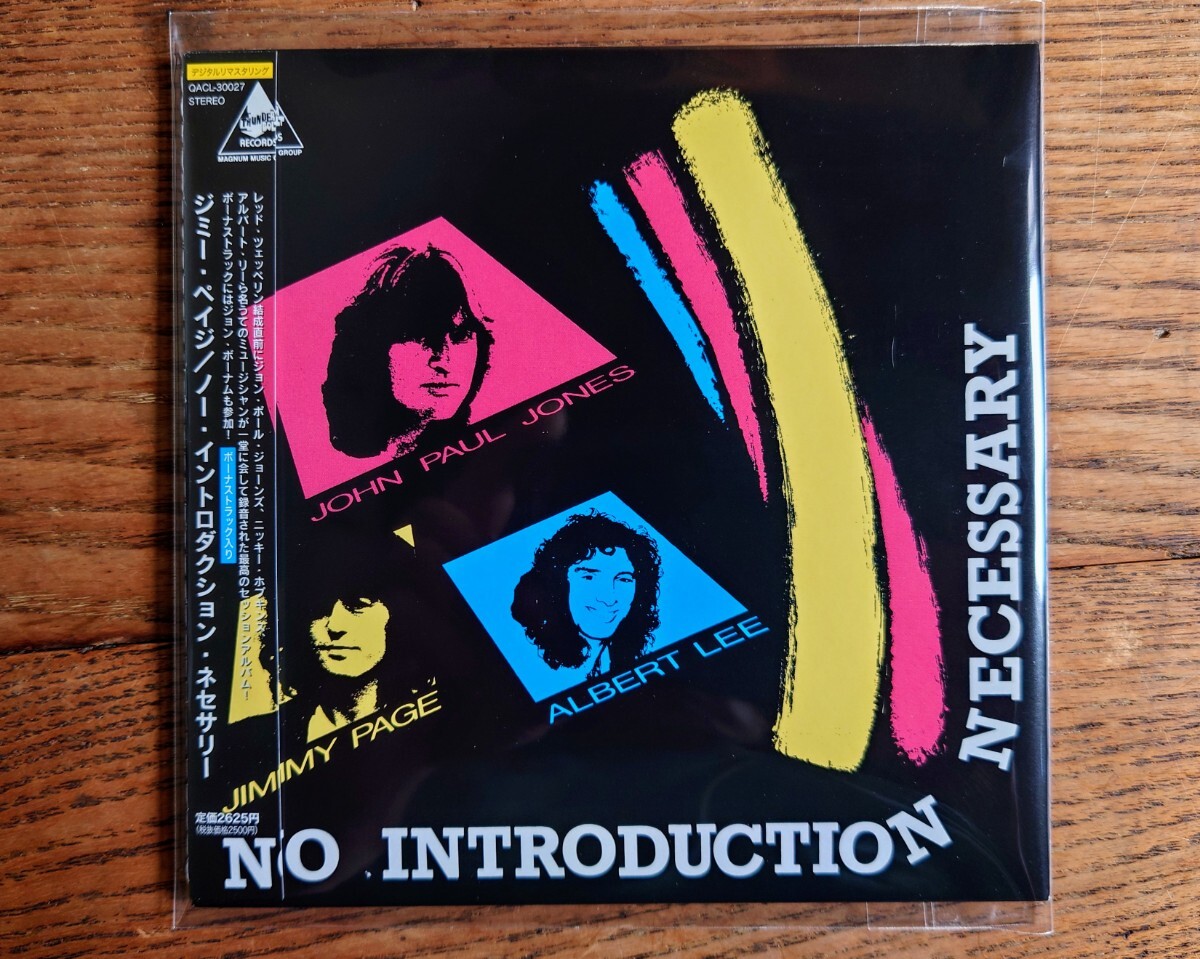 デジタルリマスタリング
QACL-30027
STEREO
THUNDE
RECORDS
MAGNUM MUSIC GROUP
レッド・ツェッペリン結成直前にジョン・ポール・ジョーンズ、ニッキー・ホプキンス、
アルバート・リーら名うてのミュージシャンが一堂に会して録音された最高のセッションアルバム!
ボーナストラックにはジョン・ボーナムも参加!
ボーナストラック入り
ジミー・ペイジ/ノー・イントロダクション・ネセサリー
定価2625円
(税抜価格2500円)
JOHN PAUL JONES
JIMIMY PAGE
ALBERT LEE
NO INTRODUCTION
NECESSARY